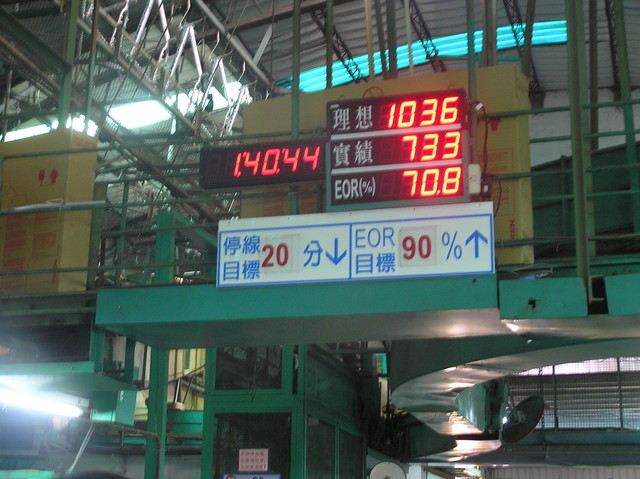 理想 1036
實績 733
1:40:44
EOR(%) 70.8
停線目標 20 分↓
EOR目標 90 %↑